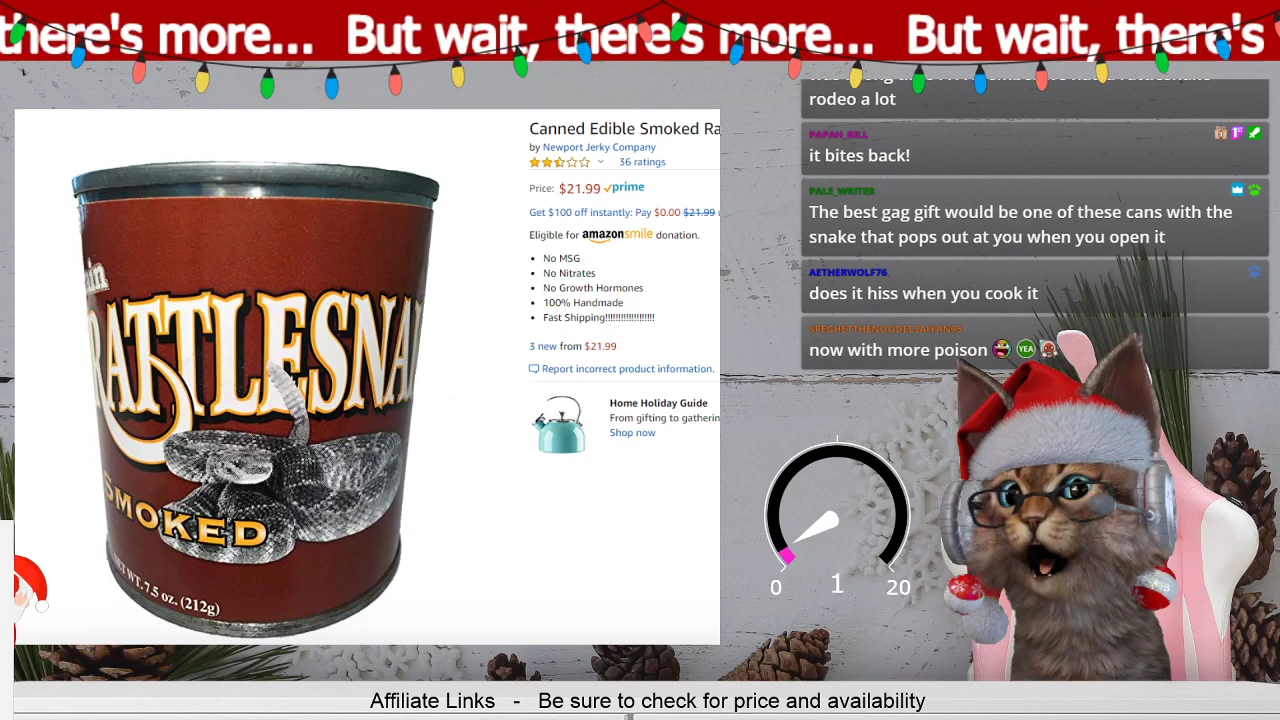 there's more... But wait, there's more... But wait, there's
rodeo a lot
PAPAH_BILL
it bites back!
PALE_WRITER
The best gag gift would be one of these cans with the
snake that pops out at you when you open it
AETHERWOLF76
does it hiss when you cook it
SPEGHETTHENOODELSAIYAN95
now with more poison YEA
Canned Edible Smoked Ra
by Newport Jerky Company
36 ratings
Price: $21.99 prime
Get $100 off instantly: Pay $0.00 $21.99
Eligible for amazonsmile donation.
• No MSG
• No Nitrates
• No Growth Hormones
• 100% Handmade
• Fast Shipping!!!!!!!!!!!!!!!!!!!
3 new from $21.99
Report incorrect product information.
Home Holiday Guide
From gifting to gatherin
Shop now
RATTLESNA
SMOKED
NET WT. 7.5 oz. (212g)
0 1 20
Affiliate Links - Be sure to check for price and availability